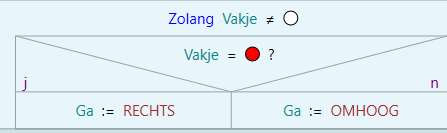 Zolang Vakje ≠
Vakje = ?
j n
Ga := RECHTS Ga := OMHOOG